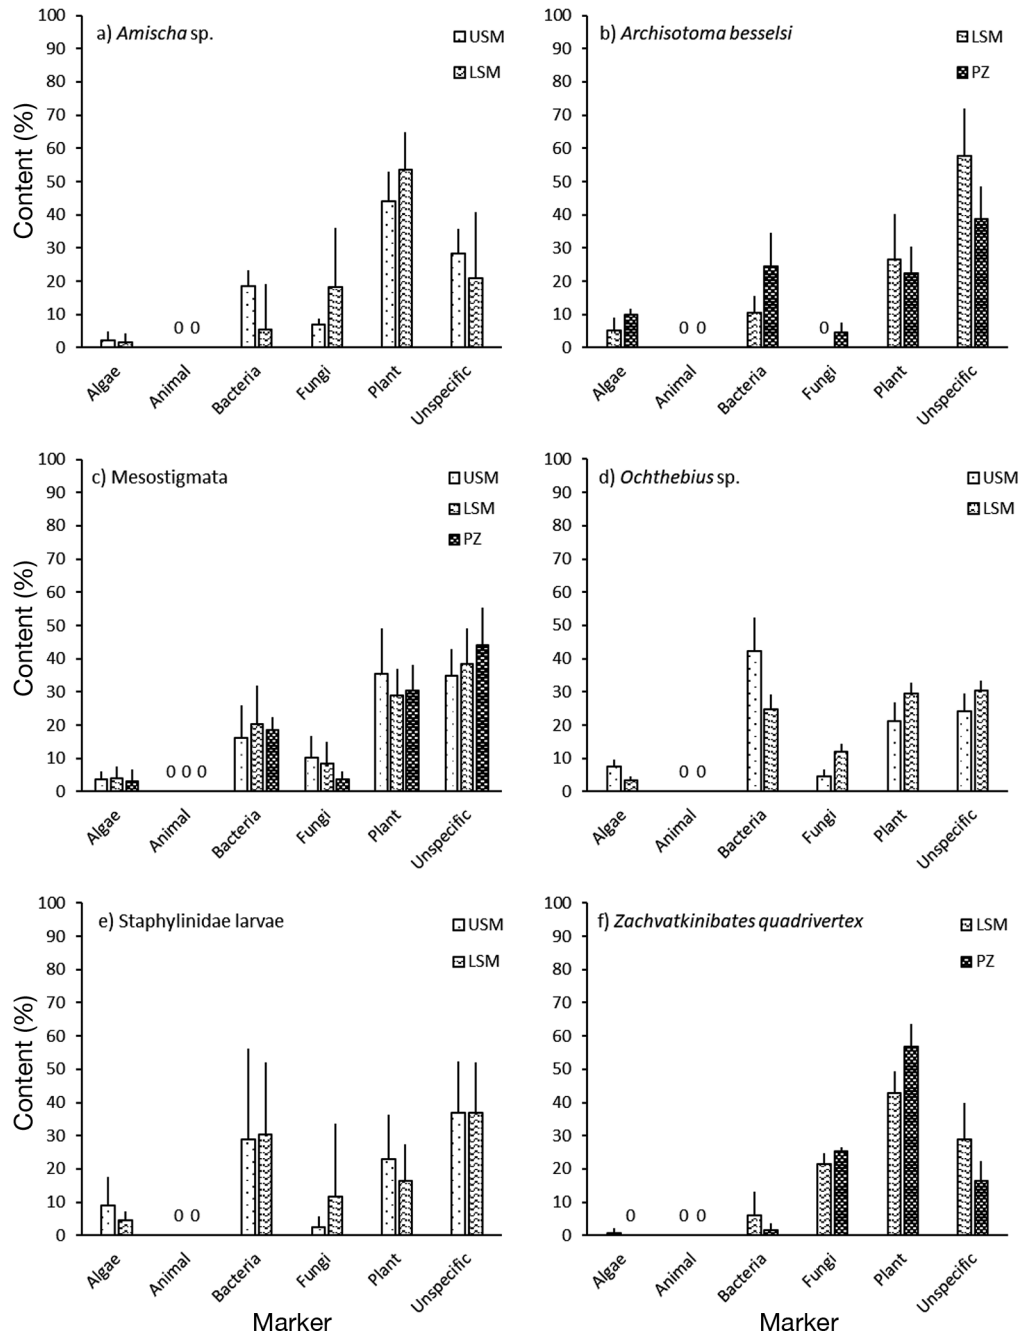 a) Amischa sp.
USM
LSM
Content (%)
100
90
80
70
60
50
40
30
20
10
0
0 0
Algae
Animal
Bacteria
Fungi
Plant
Unspecific
b) Archisotoma besselsi
LSM
PZ
100
90
80
70
60
50
40
30
20
10
0
0 0
0
Algae
Animal
Bacteria
Fungi
Plant
Unspecific
c) Mesostigmata
USM
LSM
PZ
Content (%)
100
90
80
70
60
50
40
30
20
10
0
0 0 0
Algae
Animal
Bacteria
Fungi
Plant
Unspecific
d) Ochthebius sp.
USM
LSM
100
90
80
70
60
50
40
30
20
10
0
0 0
Algae
Animal
Bacteria
Fungi
Plant
Unspecific
e) Staphylinidae larvae
USM
LSM
Content (%)
100
90
80
70
60
50
40
30
20
10
0
0 0
Algae
Animal
Bacteria
Fungi
Plant
Unspecific
Marker
f) Zachvatkinibates quadrivertex
LSM
PZ
100
90
80
70
60
50
40
30
20
10
0
0
0 0
Algae
Animal
Bacteria
Fungi
Plant
Unspecific
Marker